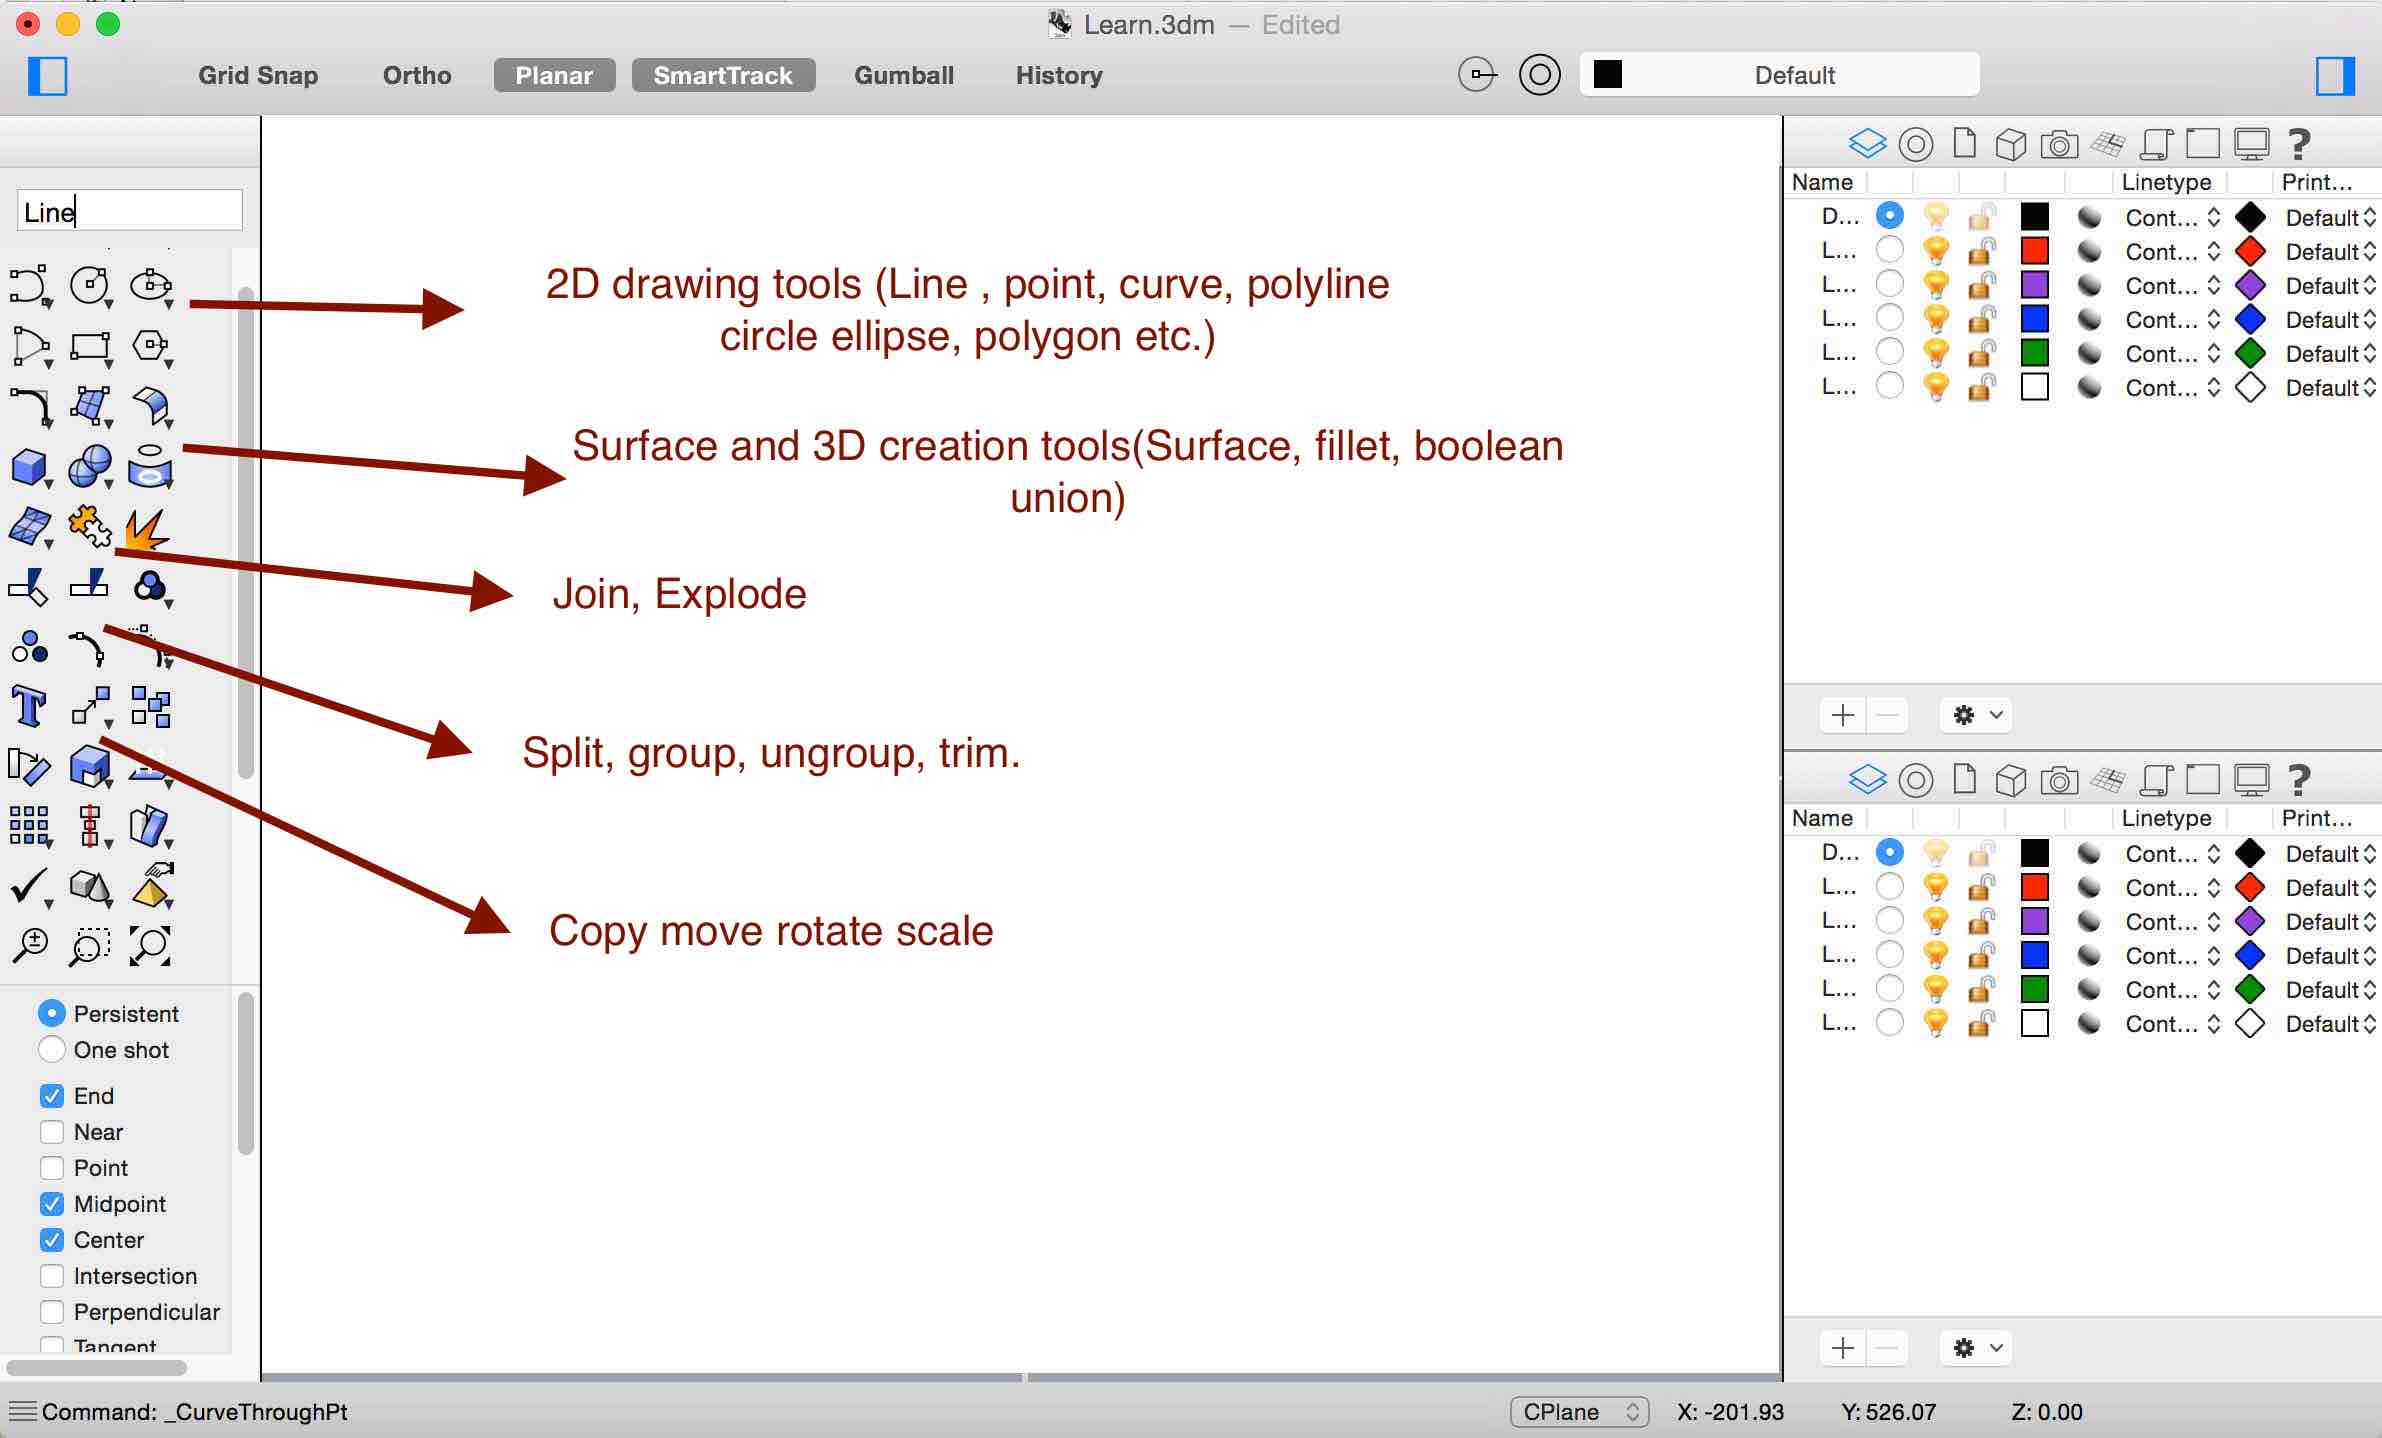 Learn.3dm — Edited
Grid Snap Ortho Planar SmartTrack Gumball History Default
Line
2D drawing tools (Line , point, curve, polyline
circle ellipse, polygon etc.)
Surface and 3D creation tools(Surface, fillet, boolean
union)
Join, Explode
Split, group, ungroup, trim.
Copy move rotate scale
Persistent
One shot
End
Near
Point
Midpoint
Center
Intersection
Perpendicular
Tangent
Name Linetype Print...
D... Cont... Default
L... Cont... Default
L... Cont... Default
L... Cont... Default
L... Cont... Default
L... Cont... Default
Name Linetype Print...
D... Cont... Default
L... Cont... Default
L... Cont... Default
L... Cont... Default
L... Cont... Default
L... Cont... Default
Command: _CurveThroughPt CPlane X: -201.93 Y: 526.07 Z: 0.00